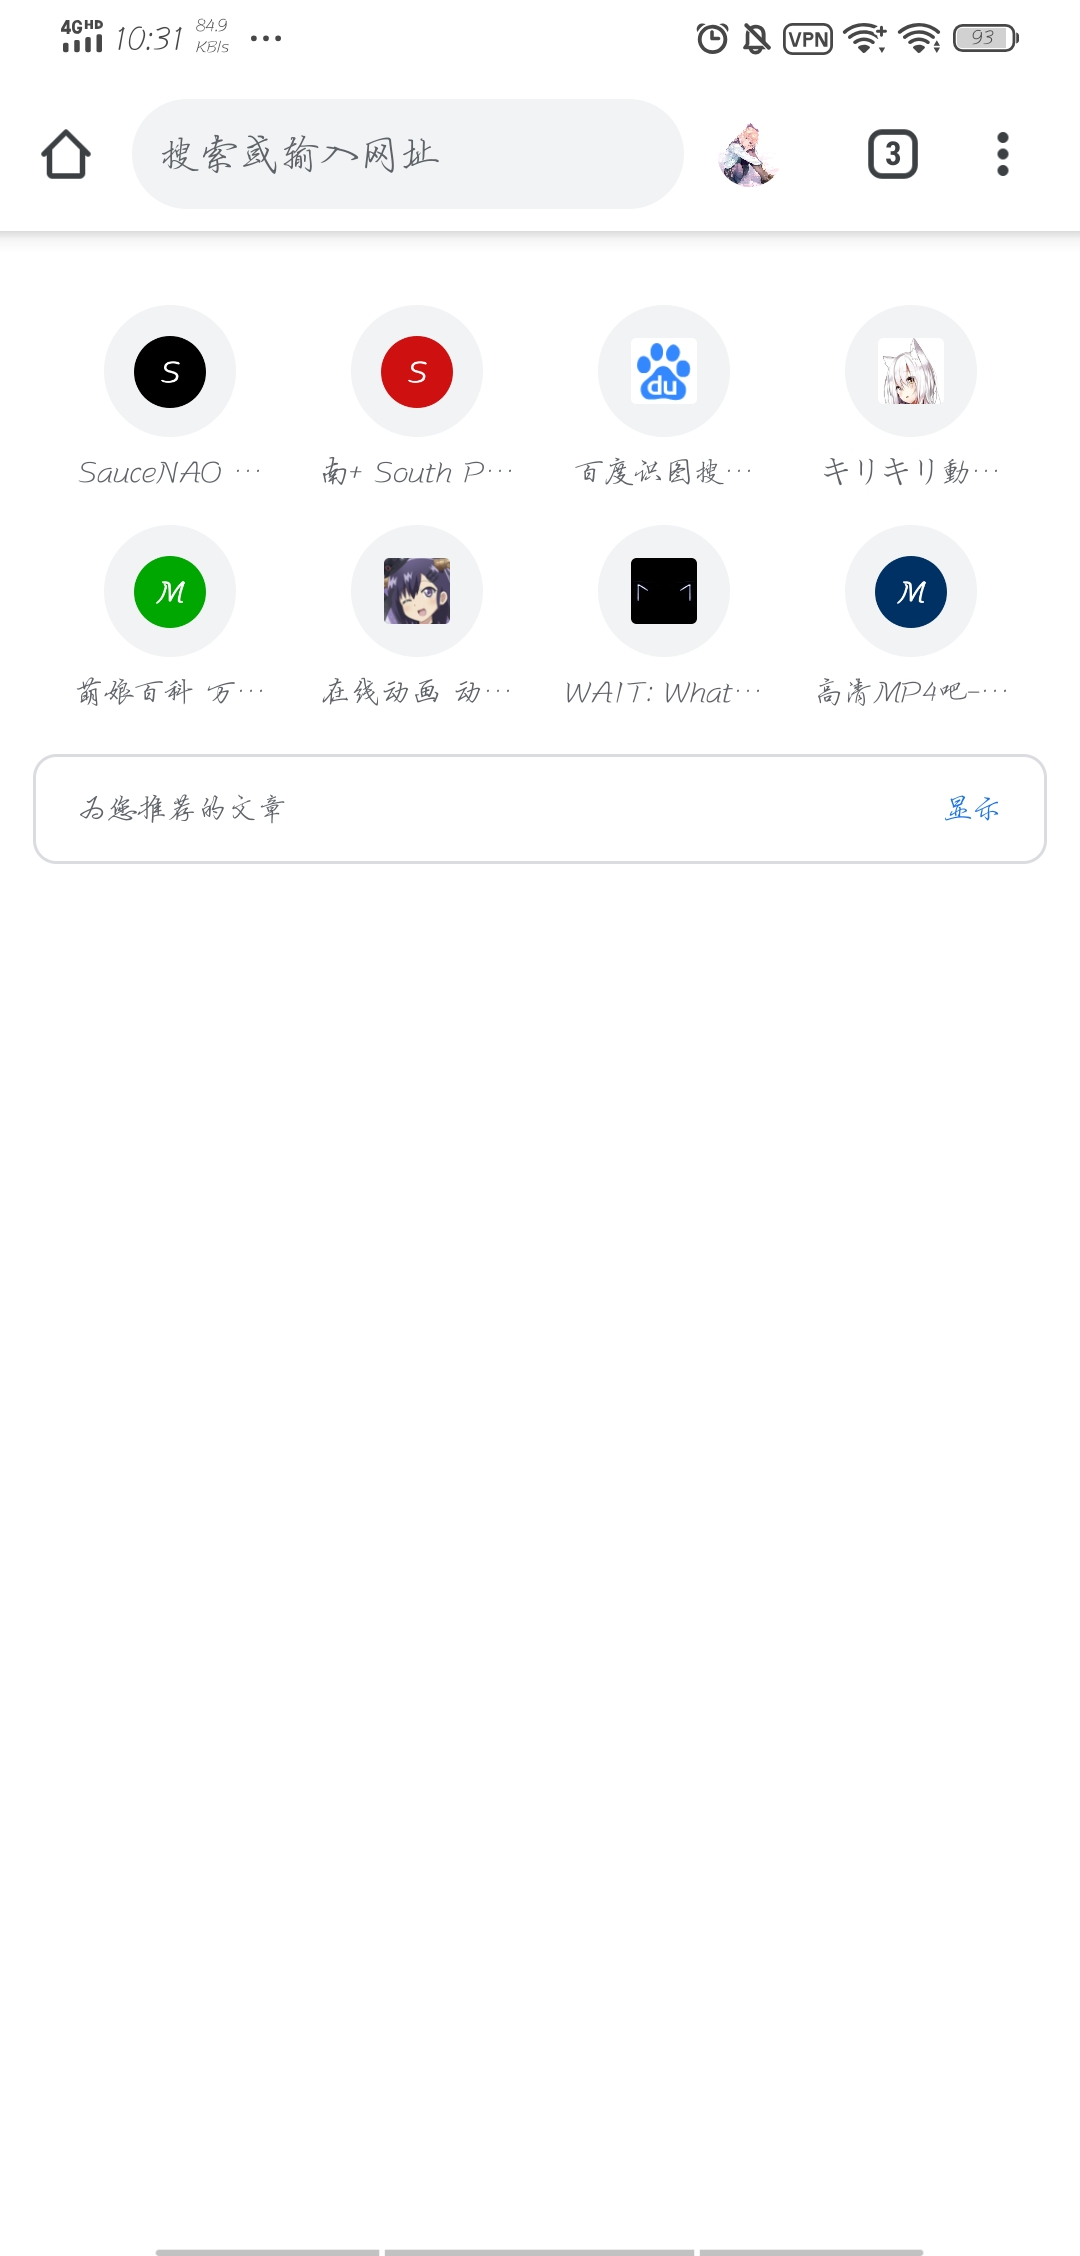 4G HD 10:31 84.9 KB/s ··· VPN 93
搜索或输入网址 3
S S du
SauceNAO ··· 南+ South P··· 百度识图搜··· キリキリ動···
M M
萌娘百科 万··· 在线动画 动··· WAIT: What··· 高清MP4吧-···
为您推荐的文章 显示